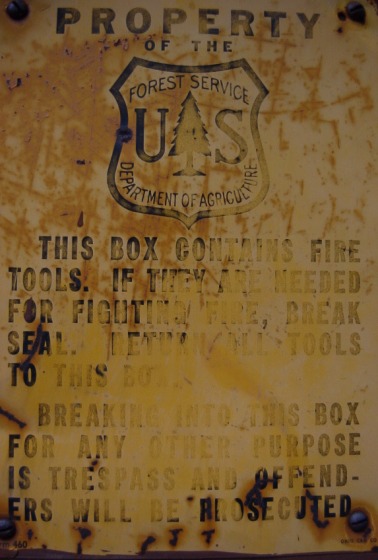 PROPERTY
OF THE
FOREST SERVICE
US
DEPARTMENT OF AGRICULTURE
THIS BOX CONTAINS FIRE
TOOLS. IF THEY ARE NEEDED
FOR FIGHTING FIRE, BREAK
SEAL. RETURN ALL TOOLS
TO THIS BOX.
BREAKING INTO THIS BOX
FOR ANY OTHER PURPOSE
IS TRESPASS AND OFFEND-
ERS WILL BE PROSECUTED